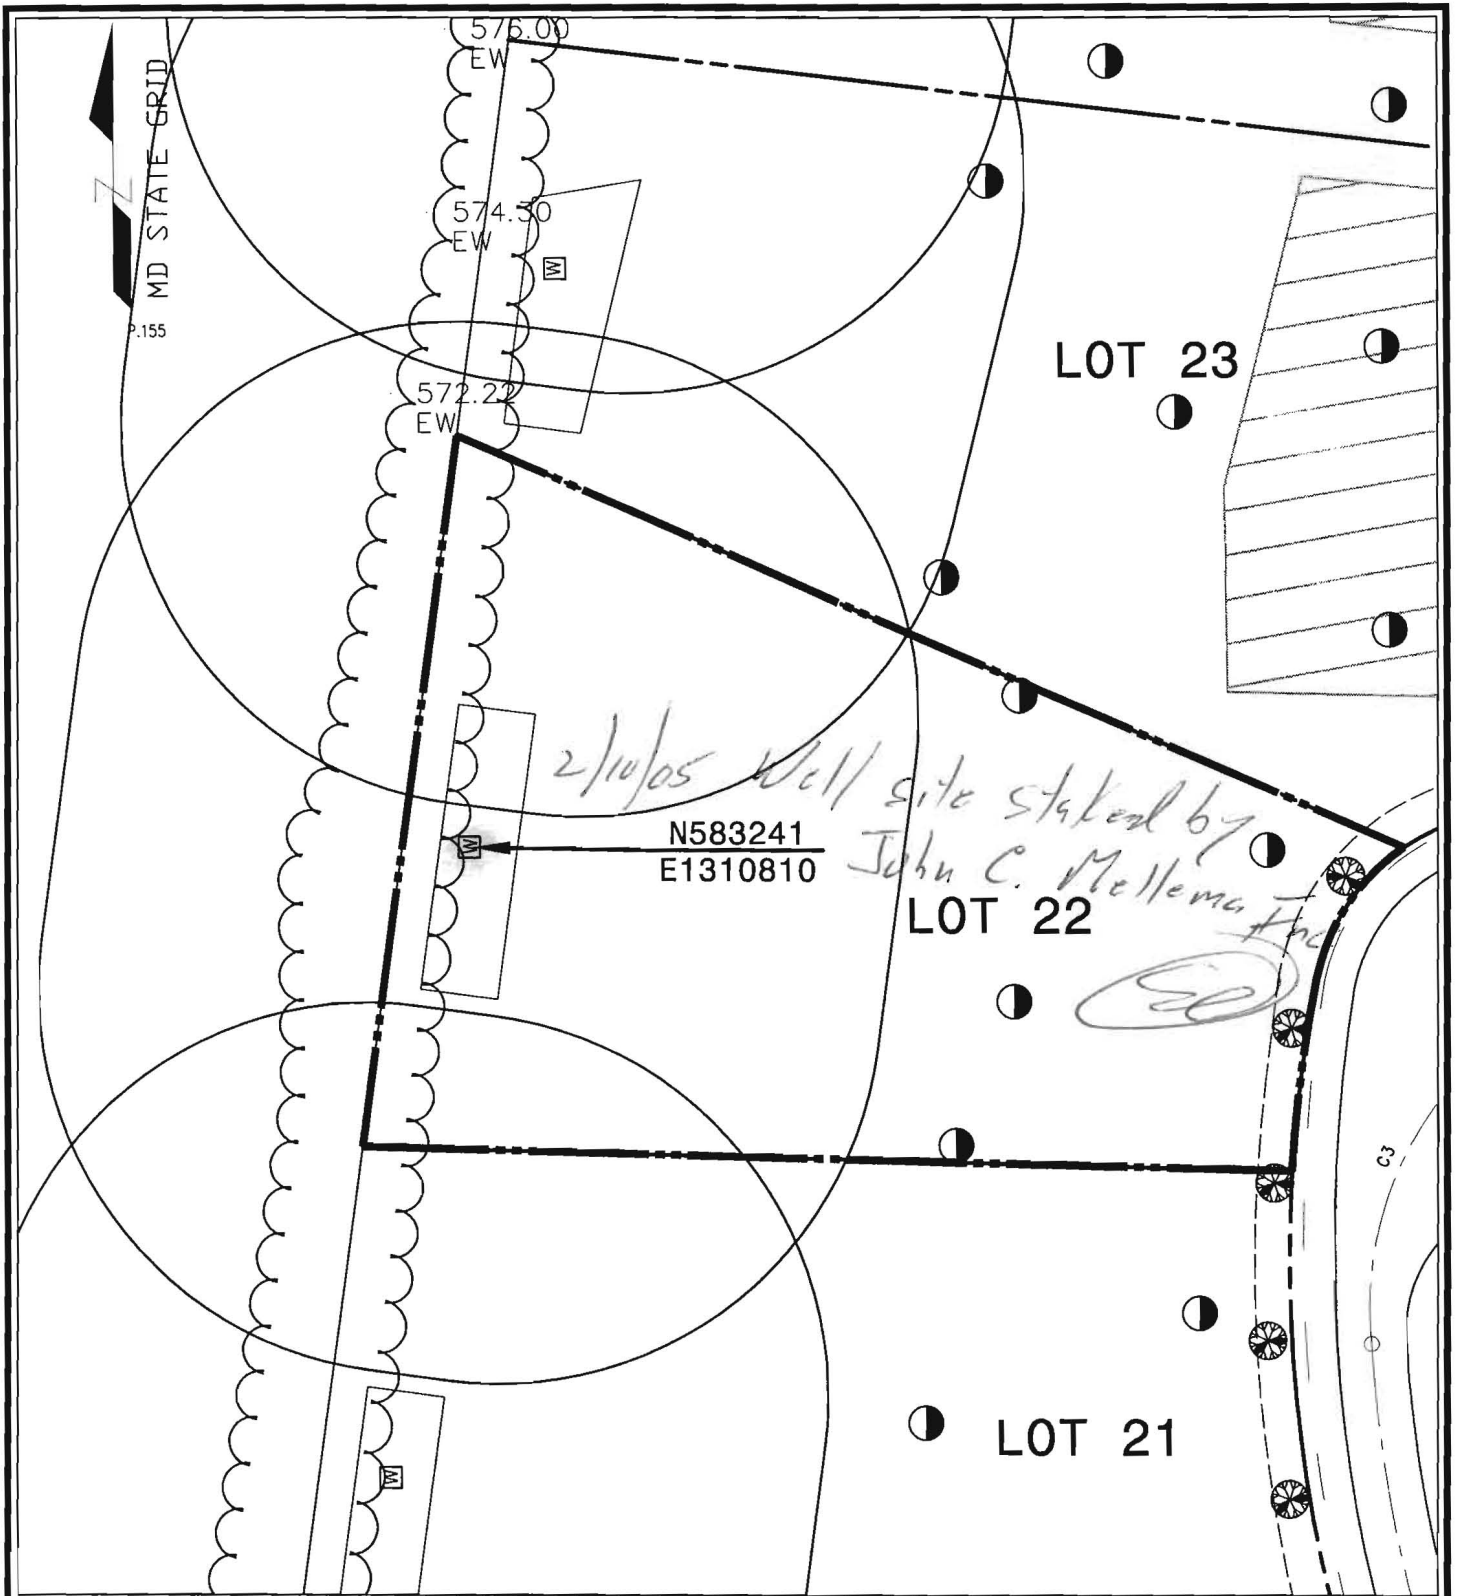 576.00
EW
MD STATE GRID
Z
P.155
574.30
EW
W
LOT 23
572.22
EW
2/10/05 Well site staked by
John C. Mellema Inc
N583241
E1310810
W
LOT 22
C3
LOT 21
W